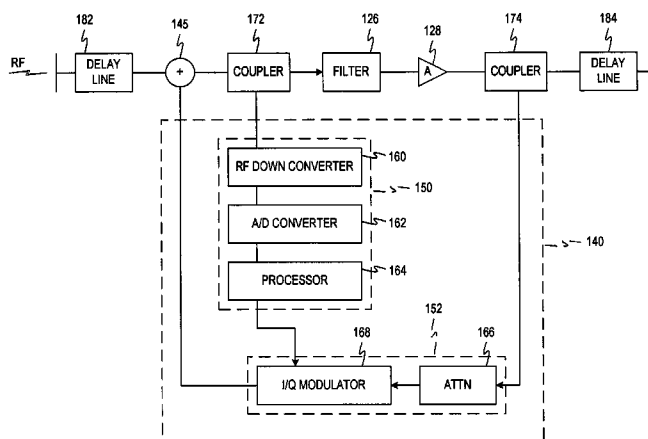 182
145
172
126
128
174
184
RF
DELAY
LINE
+
COUPLER
FILTER
A
COUPLER
DELAY
LINE
RF DOWN CONVERTER
160
150
A/D CONVERTER
162
140
PROCESSOR
164
152
168
166
I/Q MODULATOR
ATTN